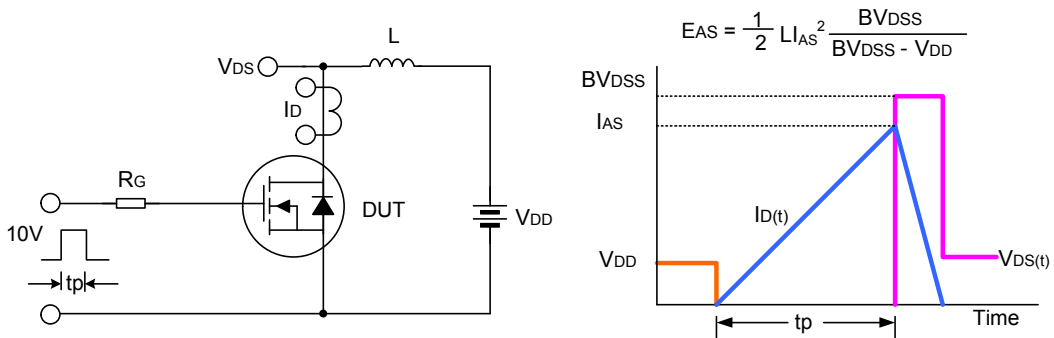 L
VDS
ID
RG
DUT
VDD
10V
tp
EAS = 1/2 LIAS² BVDSS / BVDSS - VDD
BVDSS
IAS
ID(t)
VDD
VDS(t)
tp
Time